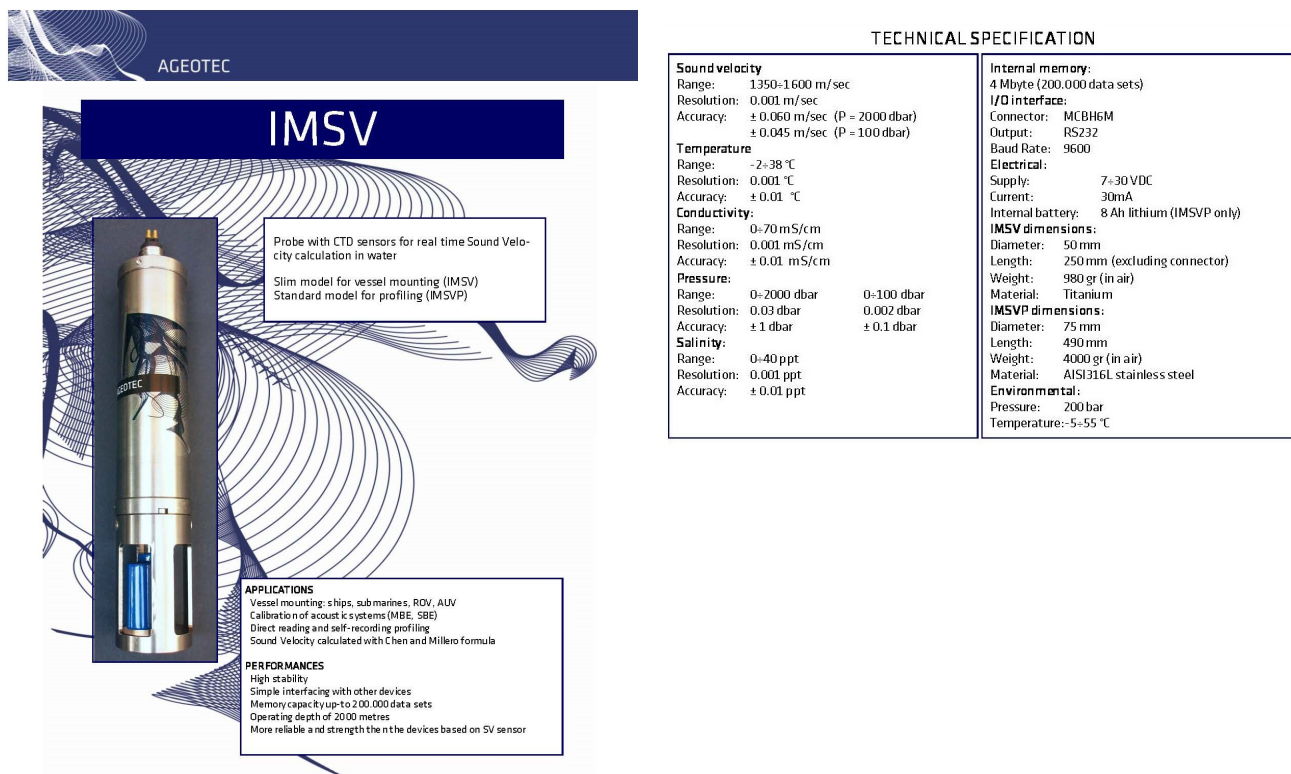 AGEOTEC
IMSV
Probe with CTD sensors for real time Sound Velo-
city calculation in water
Slim model for vessel mounting (IMSV)
Standard model for profiling (IMSVP)
AGEOTEC
APPLICATIONS
Vessel mounting: ships, submarines, ROV, AUV
Calibration of acoustic systems (MBE, SBE)
Direct reading and self-recording profiling
Sound Velocity calculated with Chen and Millero formula
PERFORMANCES
High stability
Simple interfacing with other devices
Memory capacity up-to 200.000 data sets
Operating depth of 2000 metres
More reliable and strength then the devices based on SV sensor
TECHNICAL SPECIFICATION
Sound velocity
Range: 1350÷1600 m/sec
Resolution: 0.001 m/sec
Accuracy: ± 0.060 m/sec (P = 2000 dbar)
± 0.045 m/sec (P = 100 dbar)
Temperature
Range: -2÷38 °C
Resolution: 0.001 °C
Accuracy: ± 0.01 °C
Conductivity:
Range: 0÷70 mS/cm
Resolution: 0.001 mS/cm
Accuracy: ± 0.01 mS/cm
Pressure:
Range: 0÷2000 dbar 0÷100 dbar
Resolution: 0.03 dbar 0.002 dbar
Accuracy: ± 1 dbar ± 0.1 dbar
Salinity:
Range: 0÷40 ppt
Resolution: 0.001 ppt
Accuracy: ± 0.01 ppt
Internal memory:
4 Mbyte (200.000 data sets)
I/O interface:
Connector: MCBH6M
Output: RS232
Baud Rate: 9600
Electrical:
Supply: 7÷30 VDC
Current: 30mA
Internal battery: 8 Ah lithium (IMSVP only)
IMSV dimensions:
Diameter: 50 mm
Length: 250 mm (excluding connector)
Weight: 980 gr (in air)
Material: Titanium
IMSVP dimensions:
Diameter: 75 mm
Length: 490 mm
Weight: 4000 gr (in air)
Material: AISI316L stainless steel
Environmental:
Pressure: 200 bar
Temperature:-5÷55 °C